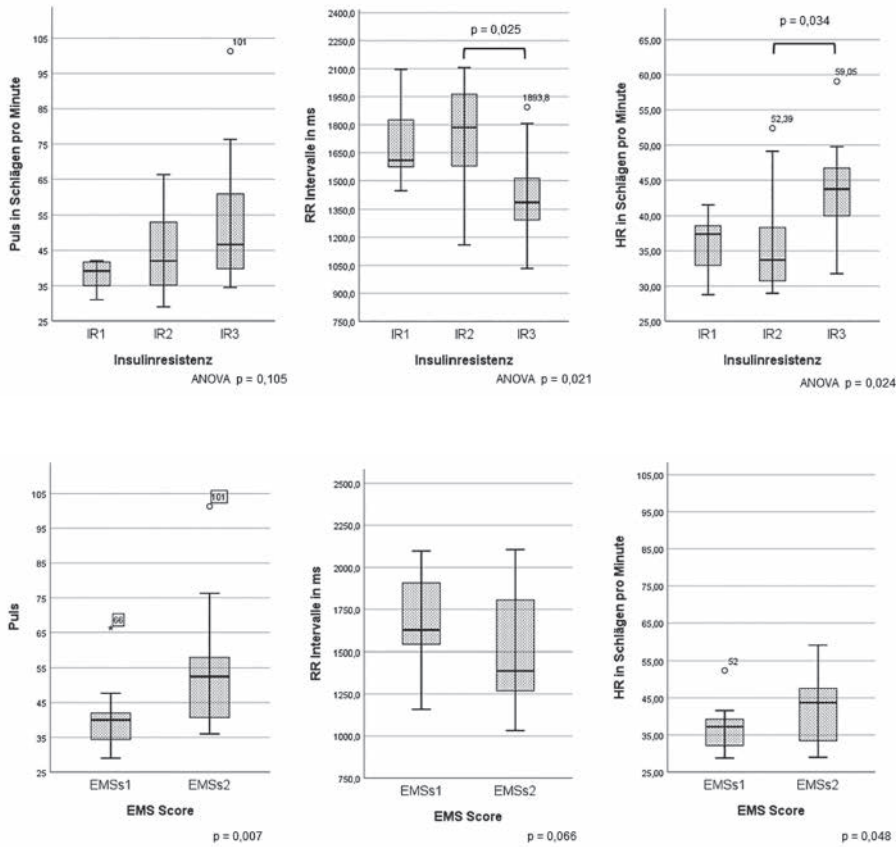 Puls in Schlägen pro Minute
105
95
85
75
65
55
45
35
25
101
IR1 IR2 IR3
Insulinresistenz
ANOVA p = 0,105
RR Intervalle in ms
2400,0
2250,0
2100,0
1950,0
1800,0
1650,0
1500,0
1350,0
1200,0
1050,0
900,0
750,0
p = 0,025
1893,8
IR1 IR2 IR3
Insulinresistenz
ANOVA p = 0,021
HR in Schlägen pro Minute
65,00
60,00
55,00
50,00
45,00
40,00
35,00
30,00
25,00
p = 0,034
52,39
59,05
IR1 IR2 IR3
Insulinresistenz
ANOVA p = 0,024
Puls
105
95
85
75
65
55
45
35
25
66
101
EMSs1 EMSs2
EMS Score
p = 0,007
RR Intervalle in ms
2500,0
2250,0
2000,0
1750,0
1500,0
1250,0
1000,0
750,0
EMSs1 EMSs2
EMS Score
p = 0,066
HR in Schlägen pro Minute
105,00
95,00
85,00
75,00
65,00
55,00
45,00
35,00
25,00
52
EMSs1 EMSs2
EMS Score
p = 0,048